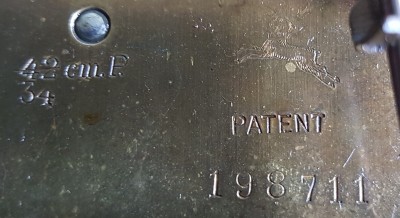 42 cm. F.
34
PATENT
198711